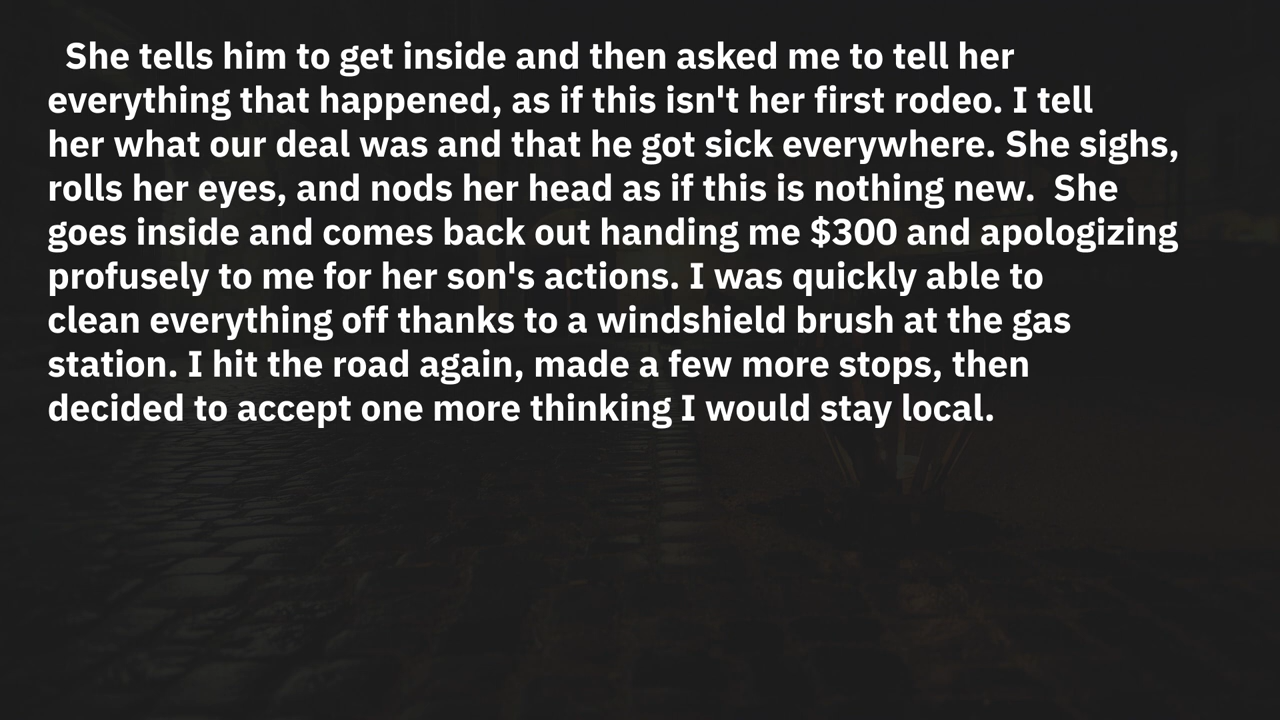 She tells him to get inside and then asked me to tell her
everything that happened, as if this isn't her first rodeo. I tell
her what our deal was and that he got sick everywhere. She sighs,
rolls her eyes, and nods her head as if this is nothing new.  She
goes inside and comes back out handing me $300 and apologizing
profusely to me for her son's actions. I was quickly able to
clean everything off thanks to a windshield brush at the gas
station. I hit the road again, made a few more stops, then
decided to accept one more thinking I would stay local.